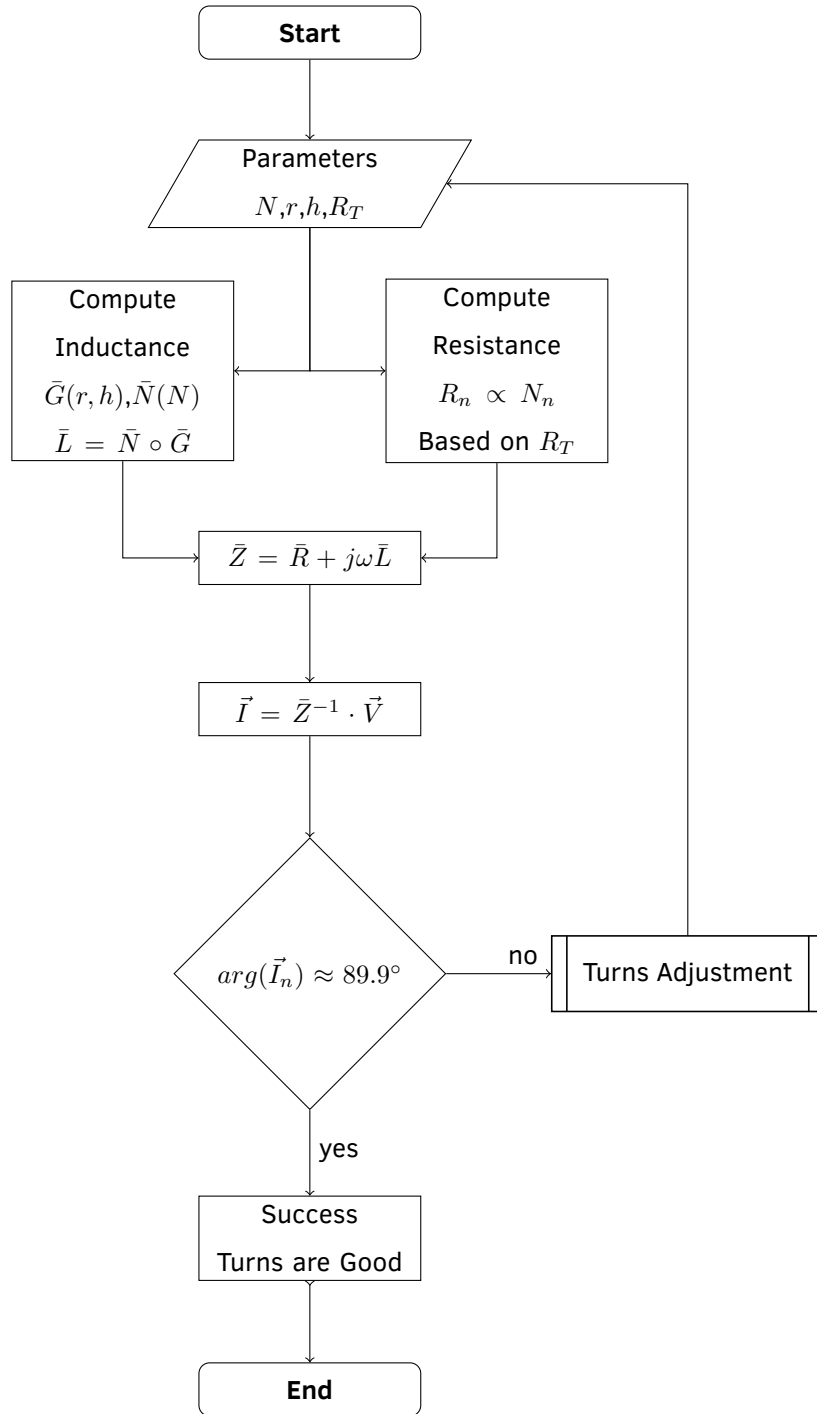 Start
Parameters
N,r,h,R_T
Compute
Inductance
Ḡ(r, h),N̄(N)
L̄ = N̄ ∘ Ḡ
Compute
Resistance
R_n ∝ N_n
Based on R_T
Z̄ = R̄ + jωL̄
I⃗ = Z̄⁻¹ · V⃗
arg(I⃗_n) ≈ 89.9°
no
Turns Adjustment
yes
Success
Turns are Good
End